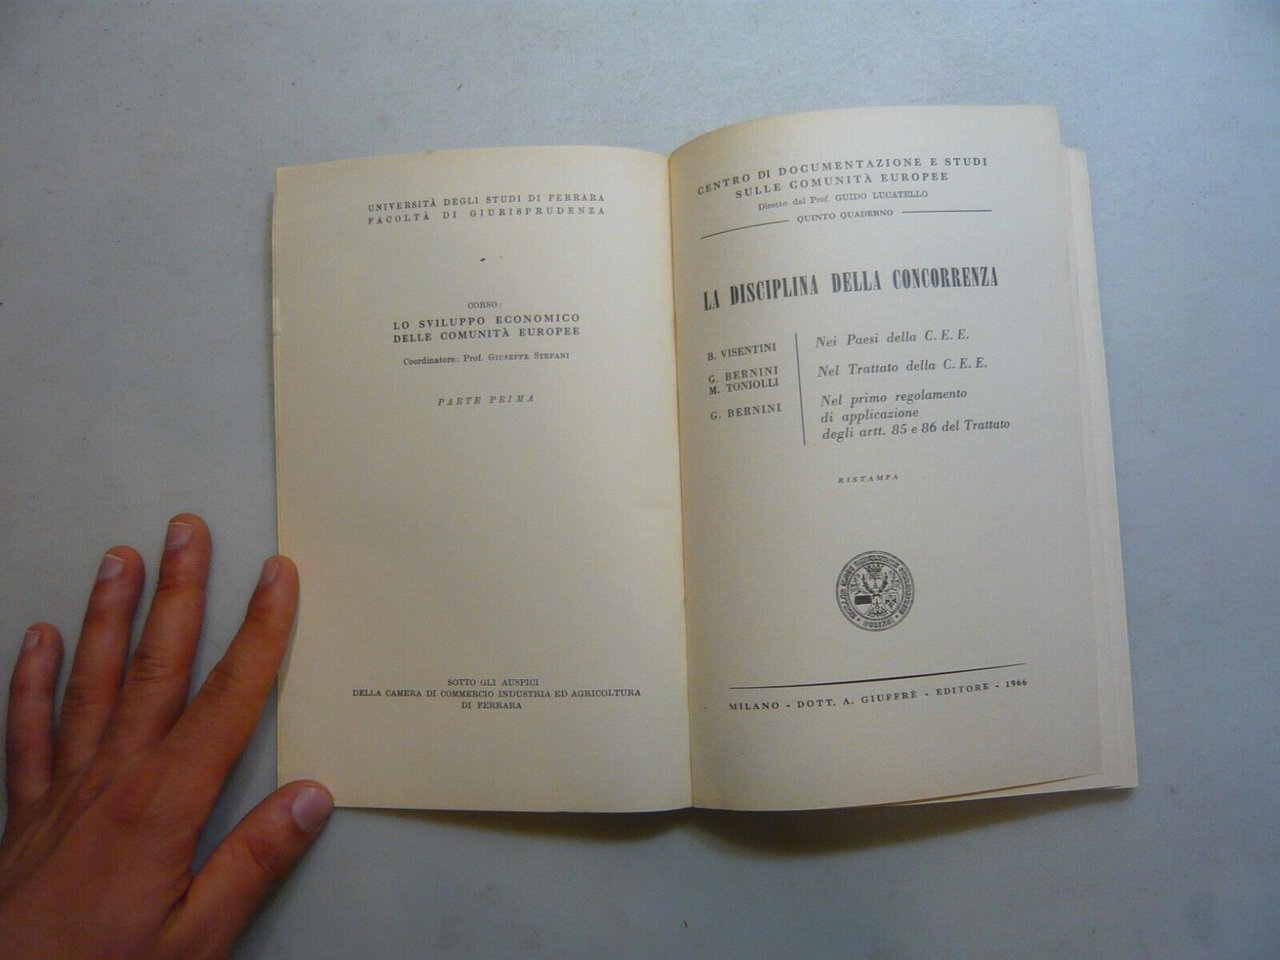 UNIVERSITÀ DEGLI STUDI DI FERRARA
FACOLTÀ DI GIURISPRUDENZA
CORSO:
LO SVILUPPO ECONOMICO
DELLE COMUNITÀ EUROPEE
Coordinatore: Prof. GIUSEPPE STEFANI
PARTE PRIMA
SOTTO GLI AUSPICI
DELLA CAMERA DI COMMERCIO INDUSTRIA ED AGRICOLTURA
DI FERRARA
CENTRO DI DOCUMENTAZIONE E STUDI
SULLE COMUNITÀ EUROPEE
Diretto dal Prof. GUIDO LUCATELLO
QUINTO QUADERNO
LA DISCIPLINA DELLA CONCORRENZA
B. VISENTINI Nei Paesi della C. E. E.
G. BERNINI
M. TONIOLLI Nel Trattato della C. E. E.
G. BERNINI Nel primo regolamento
di applicazione
degli artt. 85 e 86 del Trattato
RISTAMPA
MILANO - DOTT. A. GIUFFRÈ - EDITORE - 1966